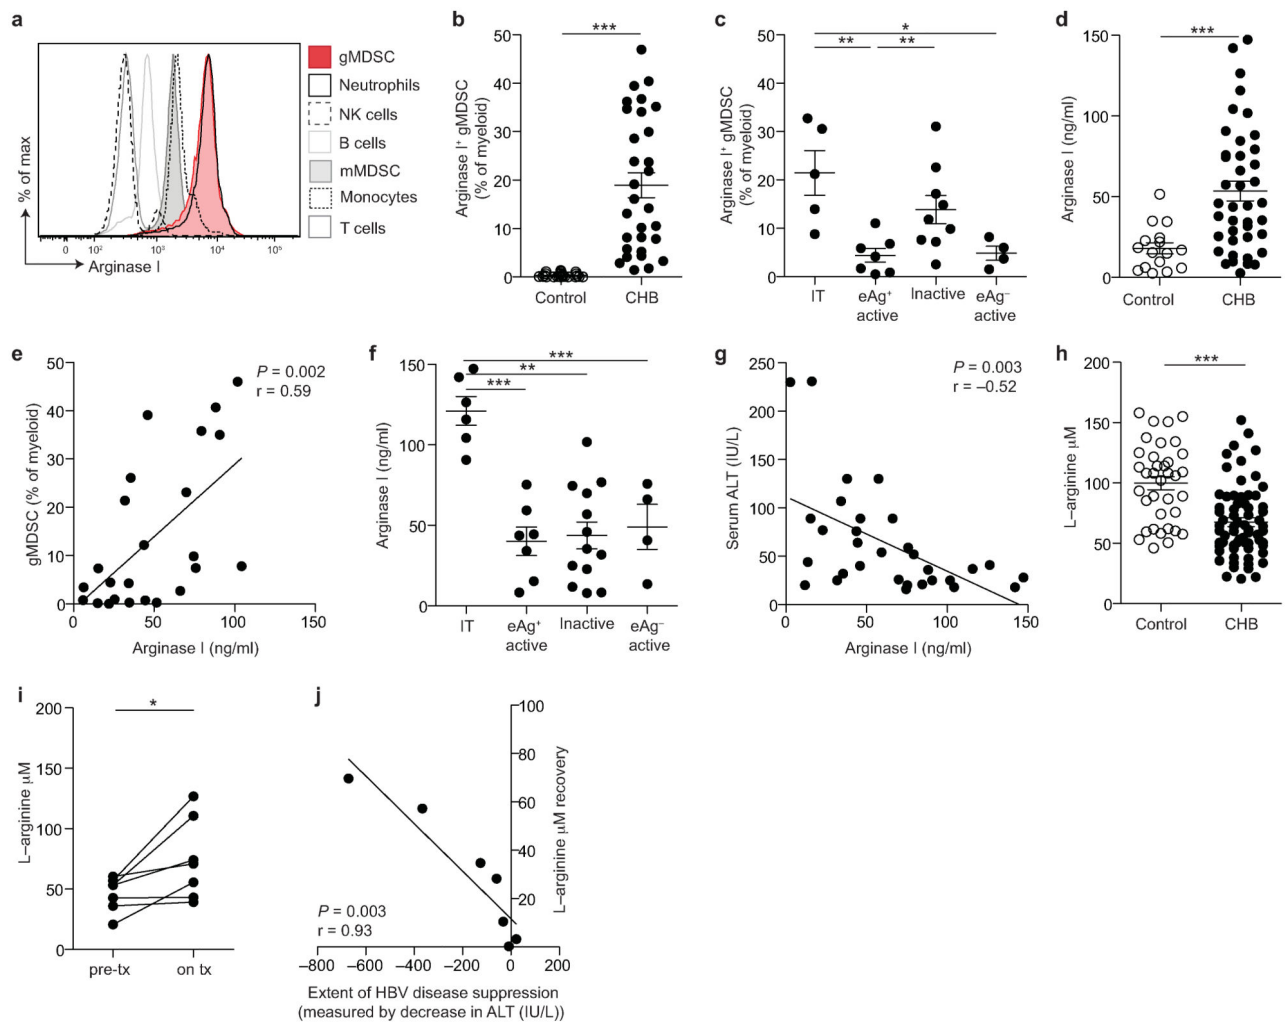 a
% of max
10²
10³
10⁴
10⁵
Arginase I
gMDSC
Neutrophils
NK cells
B cells
mMDSC
Monocytes
T cells
b
***
Arginase I⁺ gMDSC
(% of myeloid)
50
40
30
20
10
0
Control
CHB
c
*
**
**
Arginase I⁺ gMDSC
(% of myeloid)
50
40
30
20
10
0
IT
eAg⁺
active
Inactive
eAg⁻
active
d
***
Arginase I (ng/ml)
150
100
50
0
Control
CHB
e
P = 0.002
r = 0.59
gMDSC (% of myeloid)
50
40
30
20
10
0
0
50
100
150
Arginase I (ng/ml)
f
***
**
***
Arginase I (ng/ml)
150
100
50
0
IT
eAg⁺
active
Inactive
eAg⁻
active
g
P = 0.003
r = –0.52
Serum ALT (IU/L)
250
200
150
100
50
0
0
50
100
150
Arginase I (ng/ml)
h
***
L–arginine μM
200
150
100
50
0
Control
CHB
i
*
L–arginine μM
200
150
100
50
0
pre-tx
on tx
j
100
80
60
40
20
L–arginine μM recovery
P = 0.003
r = 0.93
–800
–600
–400
–200
0
200
Extent of HBV disease suppression
(measured by decrease in ALT (IU/L))